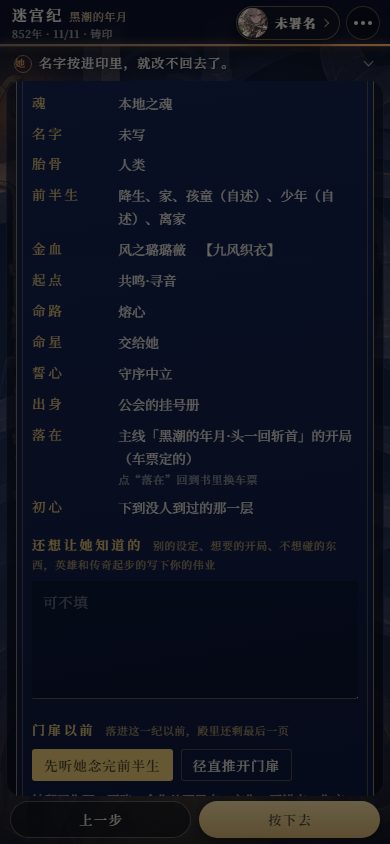 迷宫纪 黑潮的年月
852年 · 11/11 · 铸印
未署名
她 名字按进印里，就改不回去了。
魂 本地之魂
名字 未写
胎骨 人类
前半生 降生、家、孩童（自述）、少年（自
述）、离家
金血 风之璐璐薇 【九风织衣】
起点 共鸣·寻音
命路 熔心
命星 交给她
誓心 守序中立
出身 公会的挂号册
落在 主线「黑潮的年月·头一回斩首」的开局
（车票定的）
点“落在”回到书里换车票
初心 下到没人到过的那一层
还想让她知道的 别的设定、想要的开局、不想碰的东
西，英雄和传奇起步的写下你的伟业
可不填
门扉以前 落进这一纪以前，殿里还剩最后一页
先听她念完前半生 径直推开门扉
上一步 按下去